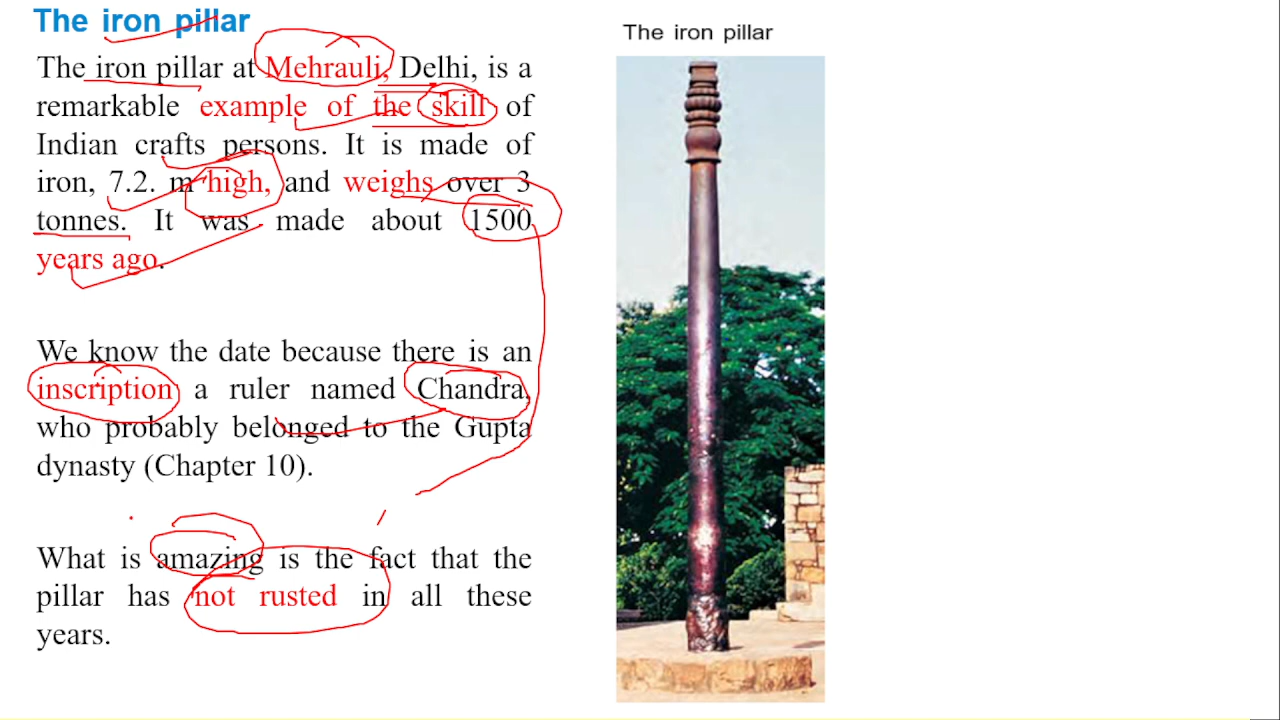 The iron pillar
The iron pillar at Mehrauli, Delhi, is a
remarkable example of the skill of
Indian crafts persons. It is made of
iron, 7.2. m high, and weighs over 3
tonnes. It was made about 1500
years ago.
We know the date because there is an
inscription a ruler named Chandra,
who probably belonged to the Gupta
dynasty (Chapter 10).
What is amazing is the fact that the
pillar has not rusted in all these
years.
The iron pillar